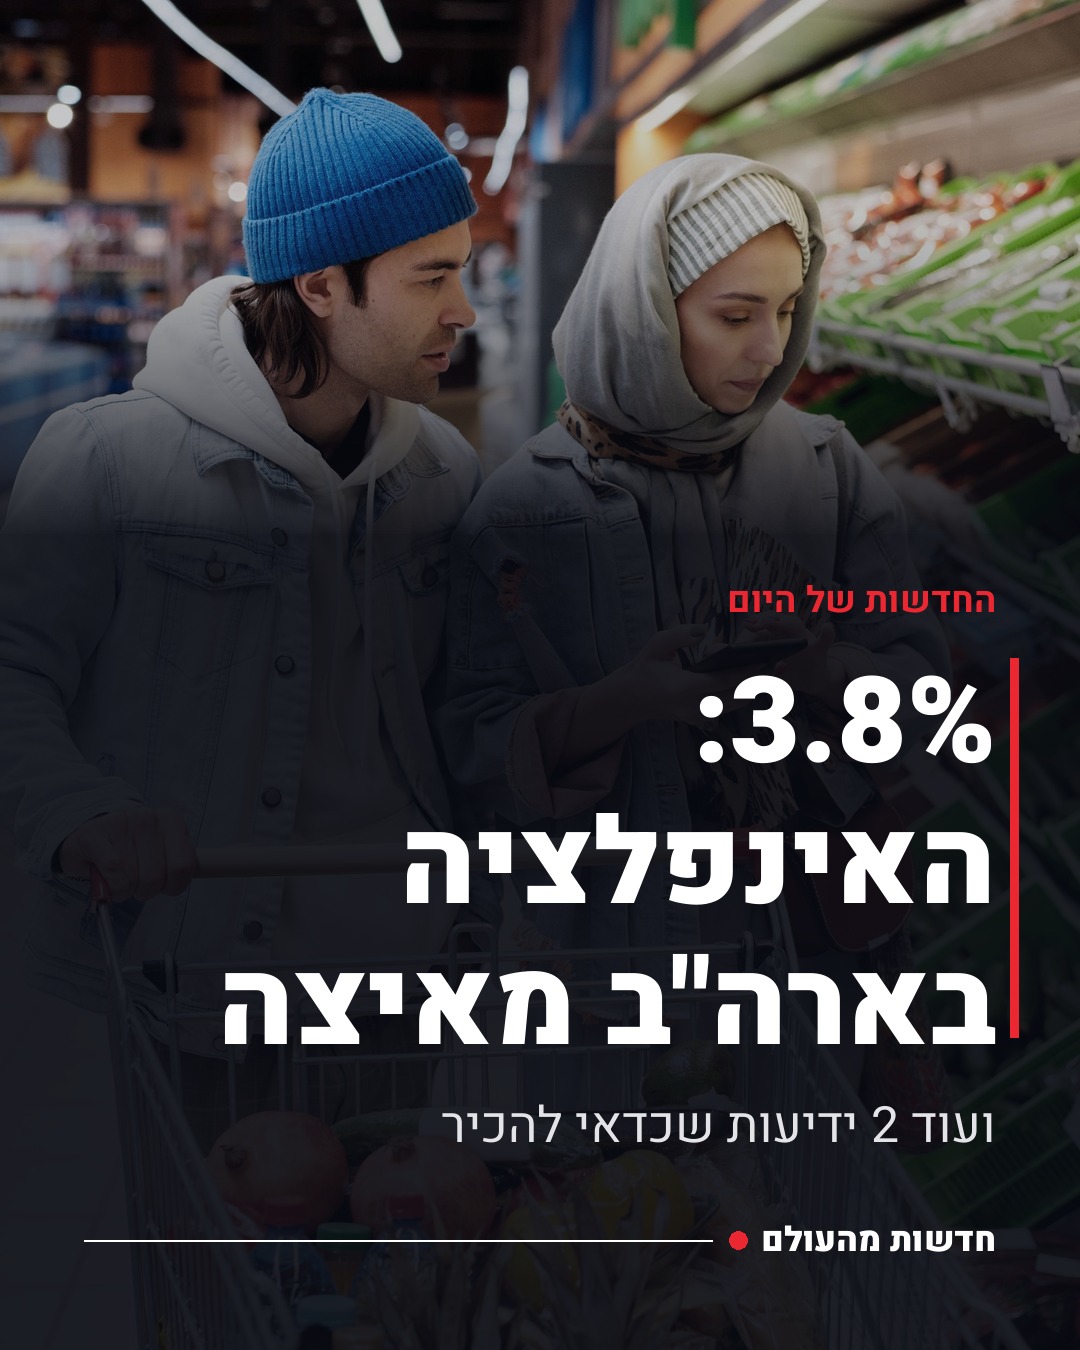 החדשות של היום
3.8%:
האינפלציה
בארה"ב מאיצה
ועוד 2 ידיעות שכדאי להכיר
חדשות מהעולם